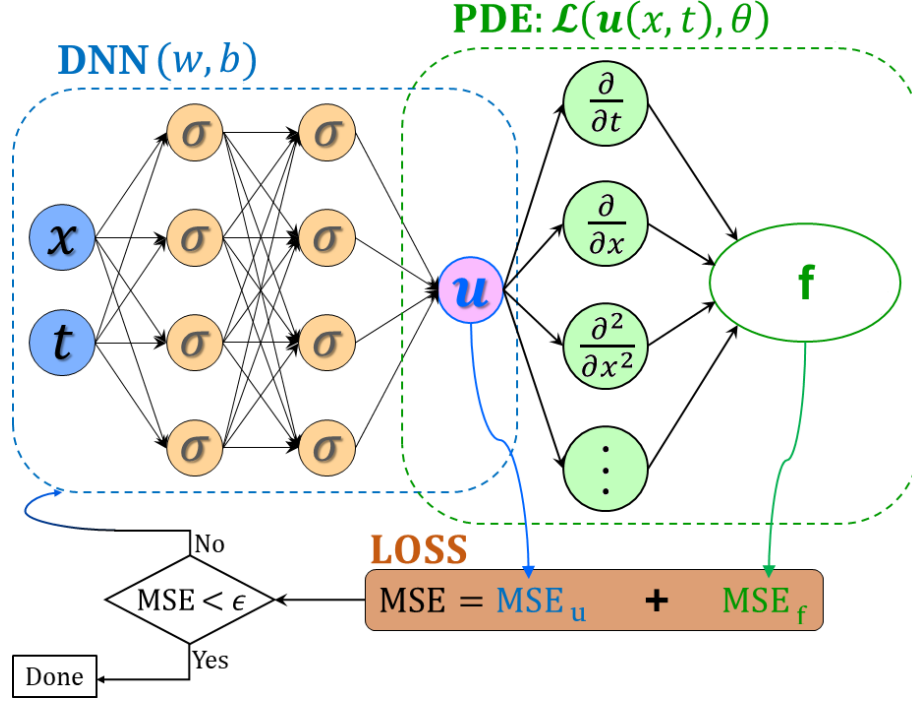 PDE: ℒ(u(x, t), θ)
DNN (w, b)
σ σ
∂/∂t
x
σ σ
∂/∂x
u
f
t
σ σ
∂²/∂x²
σ σ
⋮
No
LOSS
MSE < ϵ
MSE = MSE_u + MSE_f
Yes
Done